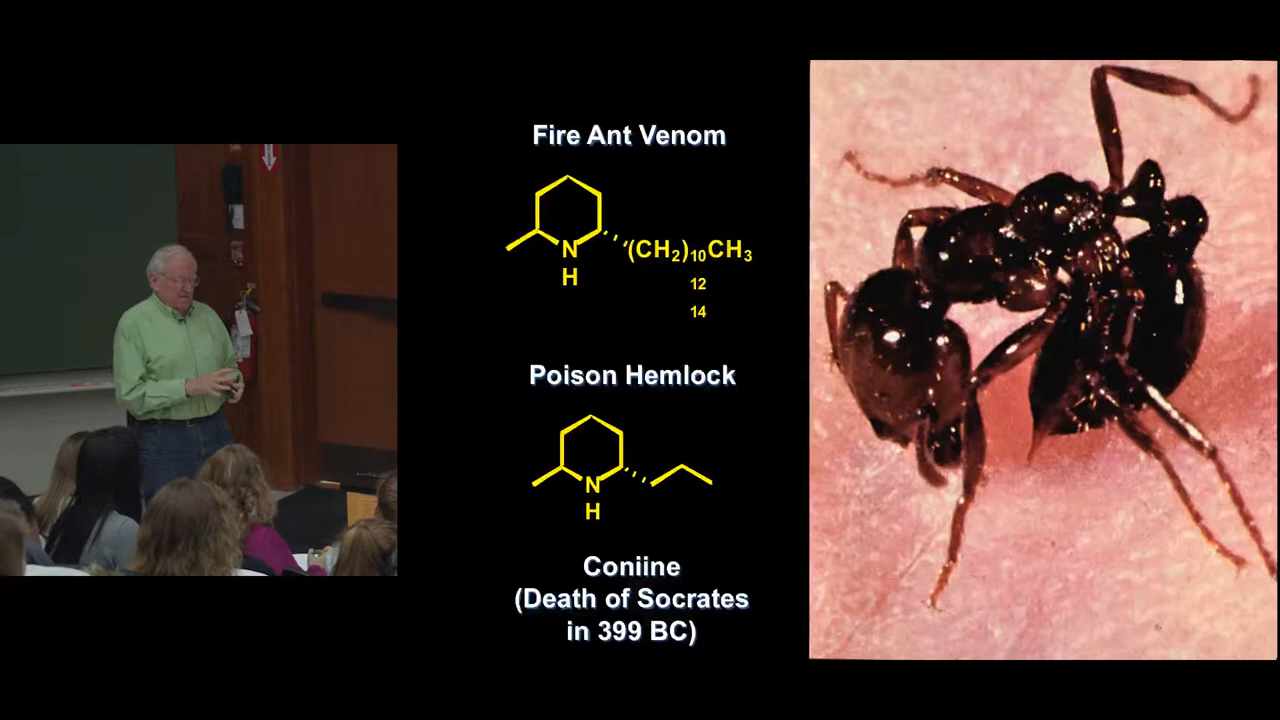 Fire Ant Venom
N
H
(CH₂)₁₀CH₃
12
14
Poison Hemlock
N
H
Coniine
(Death of Socrates
in 399 BC)